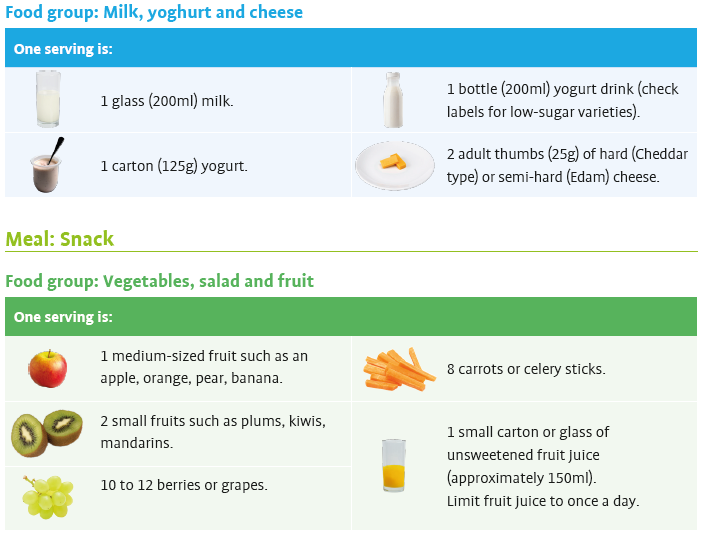 Food group: Milk, yoghurt and cheese
One serving is:
1 glass (200ml) milk.
1 bottle (200ml) yogurt drink (check
labels for low-sugar varieties).
1 carton (125g) yogurt.
2 adult thumbs (25g) of hard (Cheddar
type) or semi-hard (Edam) cheese.
Meal: Snack
Food group: Vegetables, salad and fruit
One serving is:
1 medium-sized fruit such as an
apple, orange, pear, banana.
8 carrots or celery sticks.
2 small fruits such as plums, kiwis,
mandarins.
1 small carton or glass of
unsweetened fruit juice
(approximately 150ml).
Limit fruit juice to once a day.
10 to 12 berries or grapes.